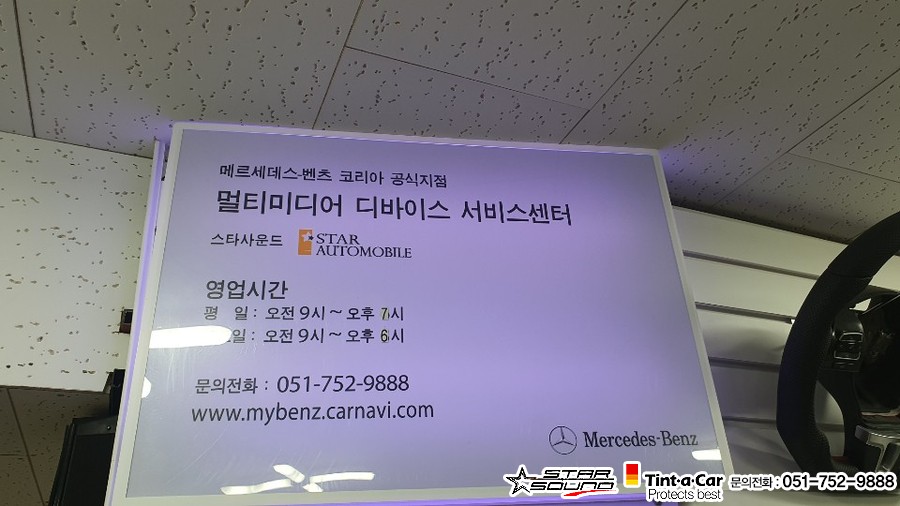 메르세데스-벤츠 코리아 공식지점
멀티미디어 디바이스 서비스센터
스타사운드 STAR AUTOMOBILE
영업시간
평 일 : 오전 9시 ~ 오후 7시
일 : 오전 9시 ~ 오후 6시
문의전화 : 051-752-9888
www.mybenz.carnavi.com
Mercedes-Benz
STAR SOUND
Tint-a-Car
Protects best
문의전화 : 051-752-9888